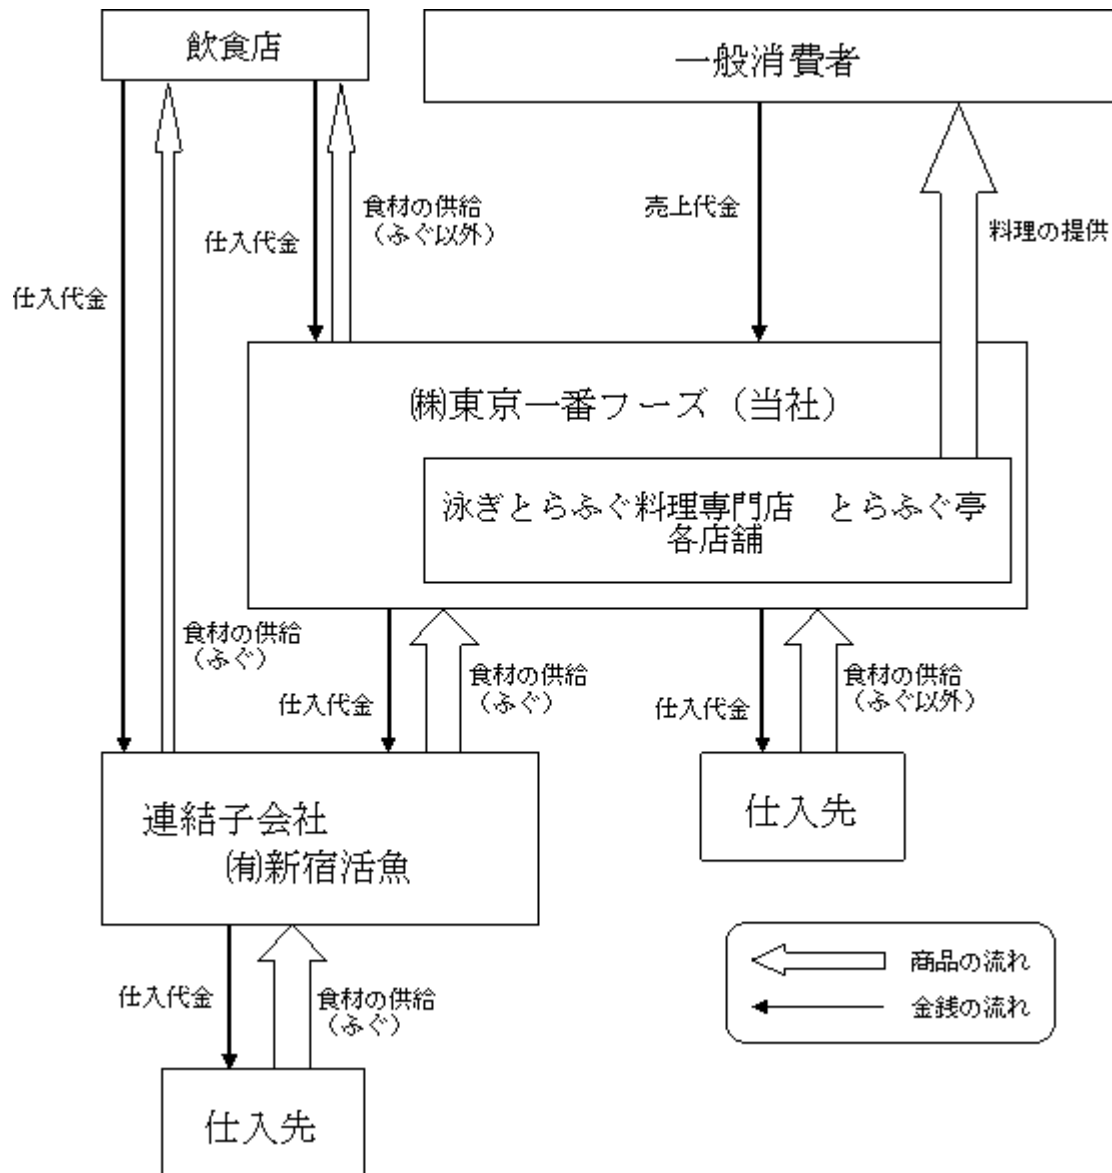 飲食店
一般消費者
食材の供給
（ふぐ以外）
仕入代金
売上代金
料理の提供
仕入代金
㈱東京一番フーズ（当社）
泳ぎとらふぐ料理専門店　とらふぐ亭
各店舗
食材の供給
（ふぐ）
仕入代金
食材の供給
（ふぐ）
仕入代金
食材の供給
（ふぐ以外）
連結子会社
㈲新宿活魚
仕入先
商品の流れ
金銭の流れ
仕入代金
食材の供給
（ふぐ）
仕入先